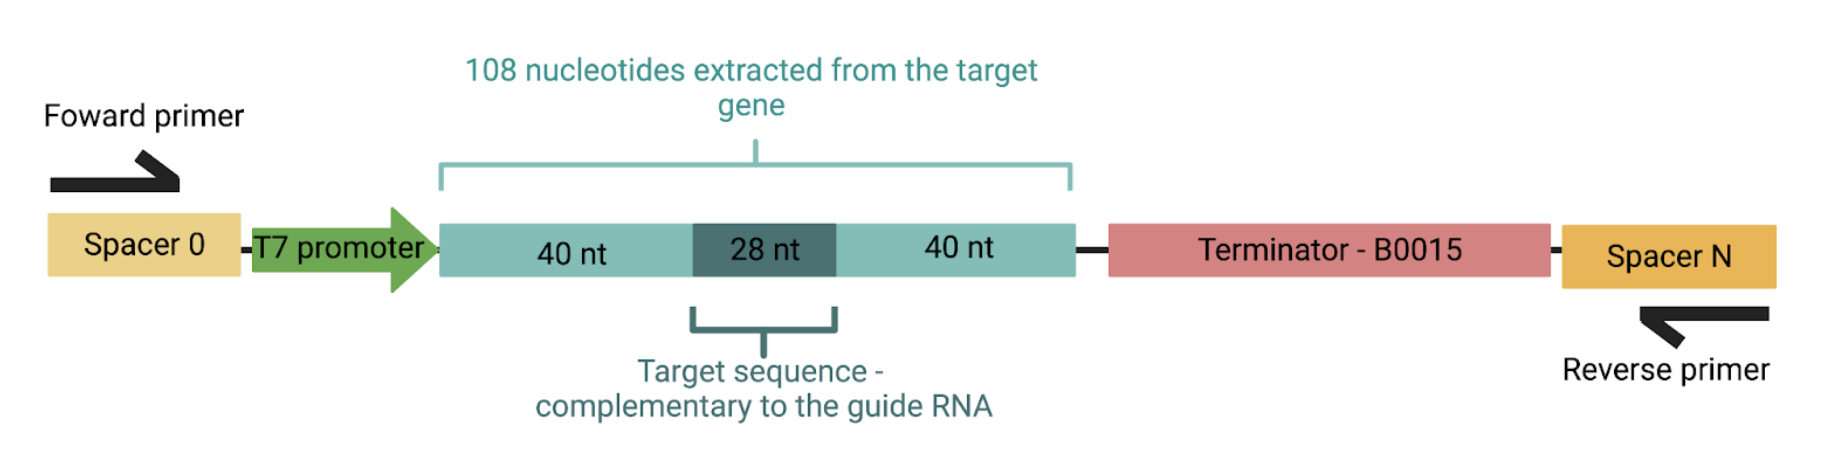 108 nucleotides extracted from the target
gene
Foward primer
Spacer 0
T7 promoter
40 nt
28 nt
40 nt
Terminator - B0015
Spacer N
Target sequence -
complementary to the guide RNA
Reverse primer